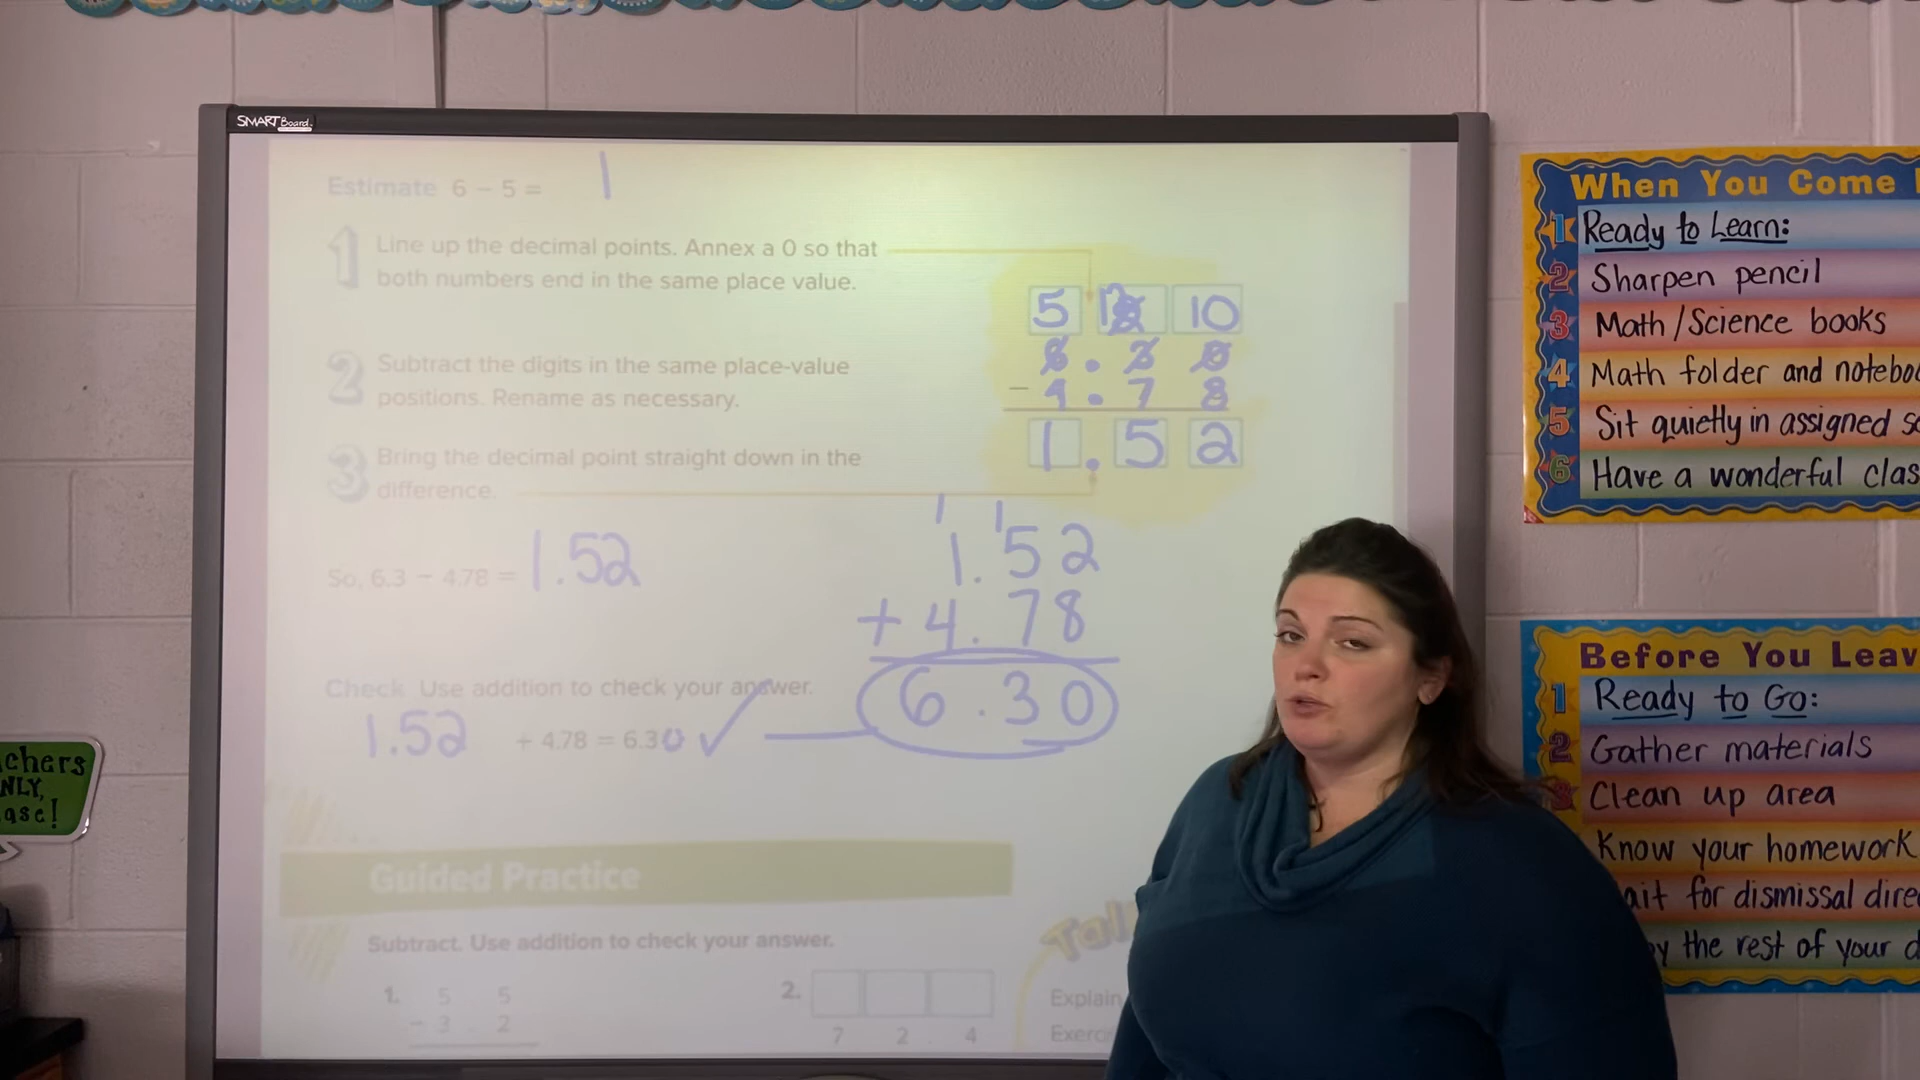 SMART Board
Estimate 6 – 5 = 1
1 Line up the decimal points. Annex a 0 so that
both numbers end in the same place value.
2 Subtract the digits in the same place-value
positions. Rename as necessary.
3 Bring the decimal point straight down in the
difference.
5 12 10
6 . 3 0
– 4 . 7 8
1 . 5 2
So, 6.3 – 4.78 = 1.52
1 1
1.52
+ 4.78
6.30
Check Use addition to check your answer.
1.52 + 4.78 = 6.30 ✓
Guided Practice
Subtract. Use addition to check your answer.
1. 5 5
– 3 2
2.
7 2 . 4
Explain
When You Come
1 Ready to Learn:
2 Sharpen pencil
3 Math/Science books
4 Math folder and noteboo
5 Sit quietly in assigned s
6 Have a wonderful clas
Before You Leav
1 Ready to Go:
2 Gather materials
3 Clean up area
Know your homework
ait for dismissal dire
y the rest of your d
chers
NLY,
ase!